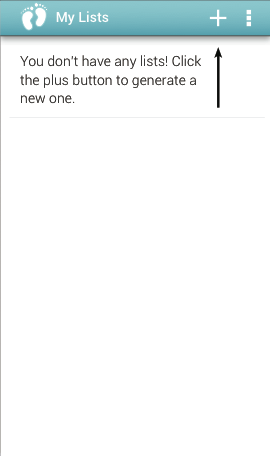 My Lists
You don't have any lists! Click
the plus button to generate a
new one.